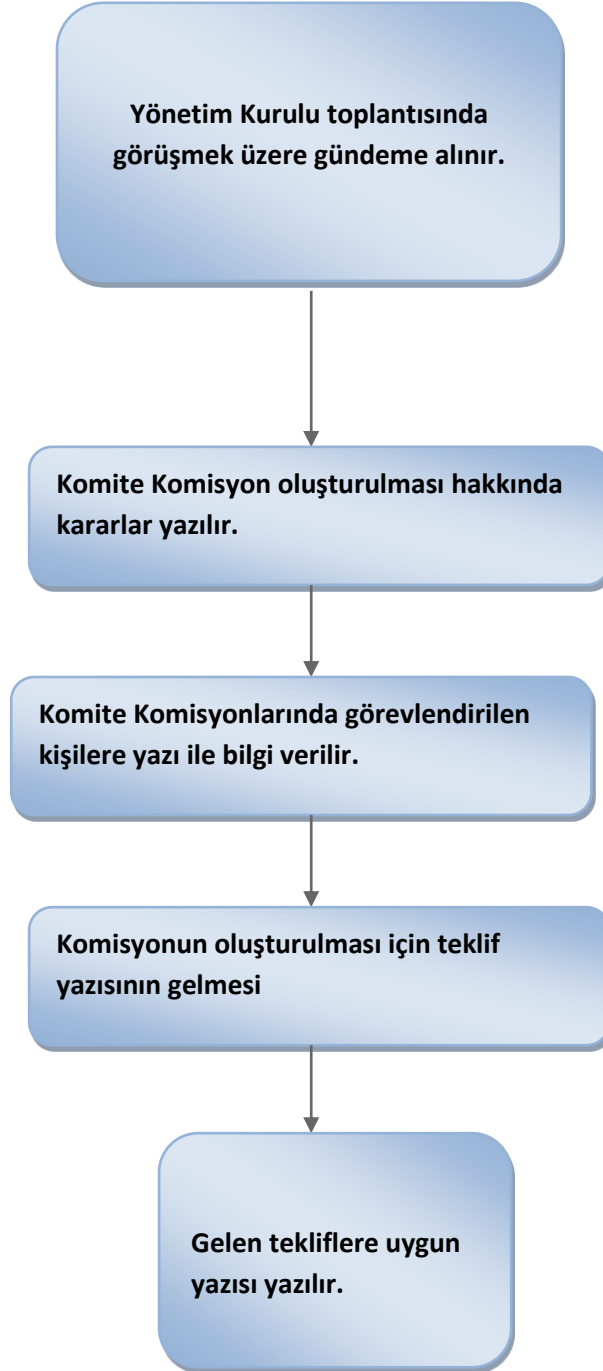 Yönetim Kurulu toplantısında
görüşmek üzere gündeme alınır.
Komite Komisyon oluşturulması hakkında
kararlar yazılır.
Komite Komisyonlarında görevlendirilen
kişilere yazı ile bilgi verilir.
Komisyonun oluşturulması için teklif
yazısının gelmesi
Gelen tekliflere uygun
yazısı yazılır.